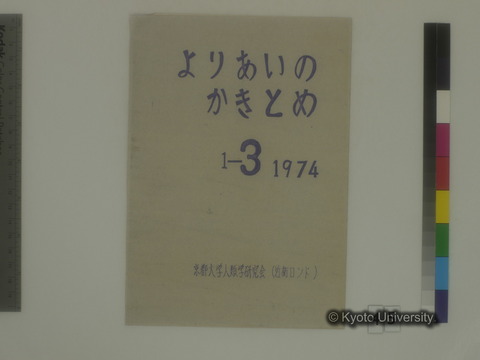 よりあいの
かきとめ
1-3 1974
京都大学人類学研究会（近衛ロンド）
© Kyoto University